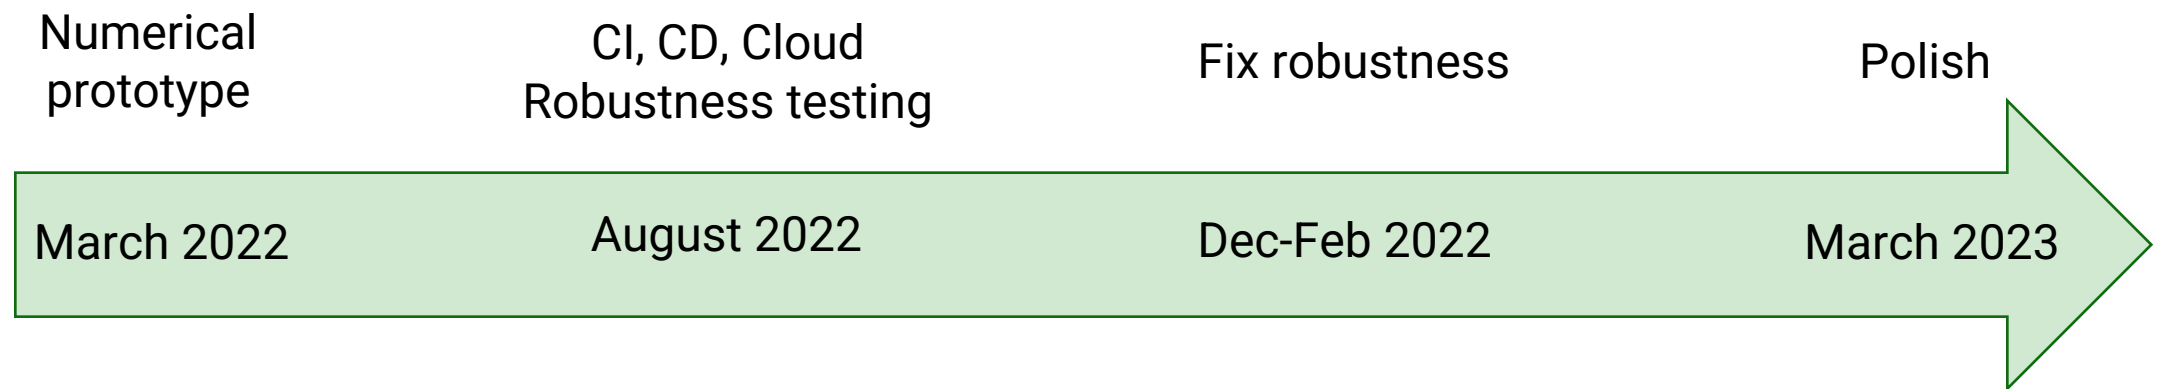 Numerical
prototype
CI, CD, Cloud
Robustness testing
Fix robustness
Polish
March 2022
August 2022
Dec-Feb 2022
March 2023